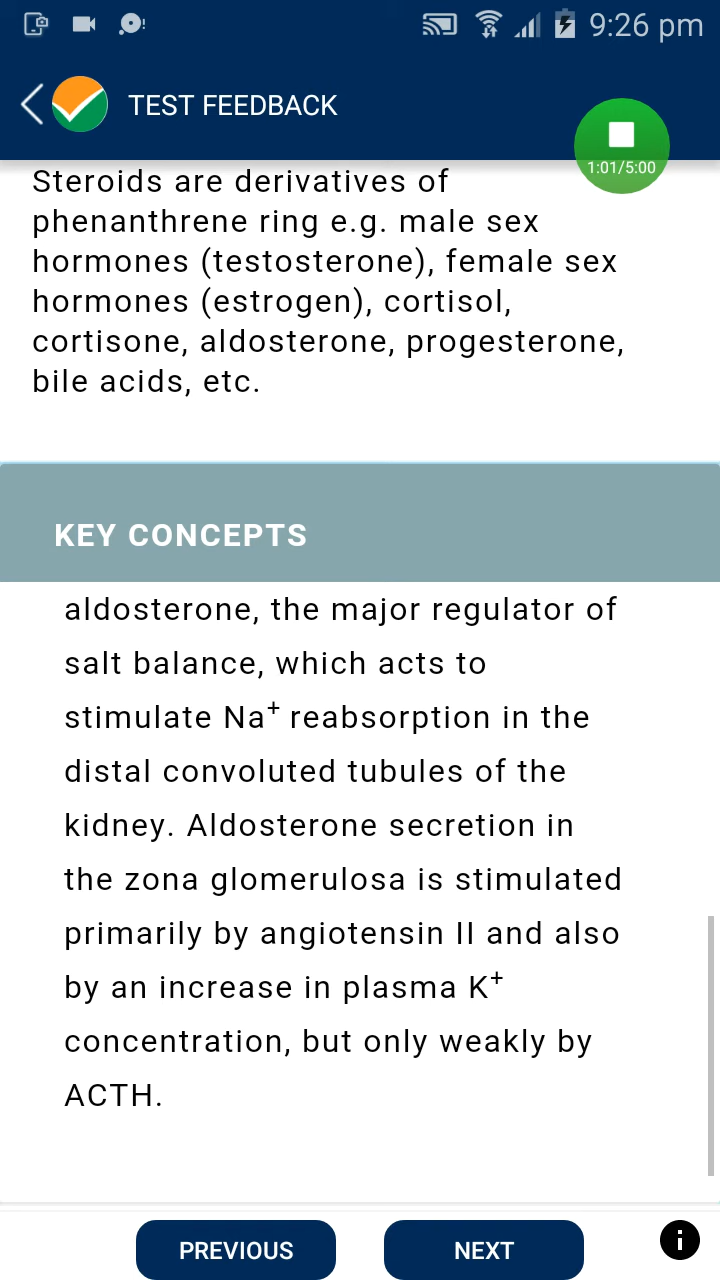 9:26 pm
TEST FEEDBACK
1:01/5:00
Steroids are derivatives of
phenanthrene ring e.g. male sex
hormones (testosterone), female sex
hormones (estrogen), cortisol,
cortisone, aldosterone, progesterone,
bile acids, etc.
KEY CONCEPTS
aldosterone, the major regulator of
salt balance, which acts to
stimulate Na⁺ reabsorption in the
distal convoluted tubules of the
kidney. Aldosterone secretion in
the zona glomerulosa is stimulated
primarily by angiotensin II and also
by an increase in plasma K⁺
concentration, but only weakly by
ACTH.
PREVIOUS
NEXT